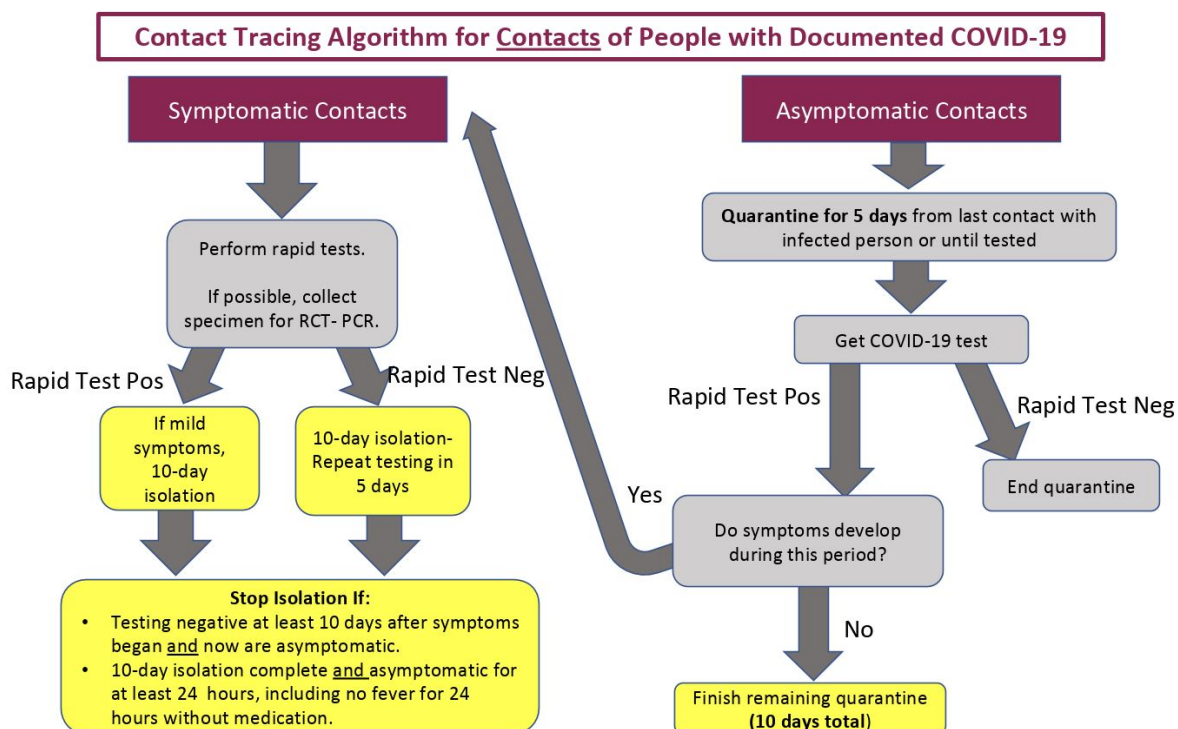 Contact Tracing Algorithm for Contacts of People with Documented COVID-19
Symptomatic Contacts
Perform rapid tests.
If possible, collect
specimen for RCT- PCR.
Rapid Test Pos
Rapid Test Neg
If mild
symptoms,
10-day
isolation
10-day isolation-
Repeat testing in
5 days
Stop Isolation If:
• Testing negative at least 10 days after symptoms
began and now are asymptomatic.
• 10-day isolation complete and asymptomatic for
at least 24 hours, including no fever for 24
hours without medication.
Asymptomatic Contacts
Quarantine for 5 days from last contact with
infected person or until tested
Get COVID-19 test
Rapid Test Pos
Rapid Test Neg
End quarantine
Do symptoms develop
during this period?
Yes
No
Finish remaining quarantine
(10 days total)